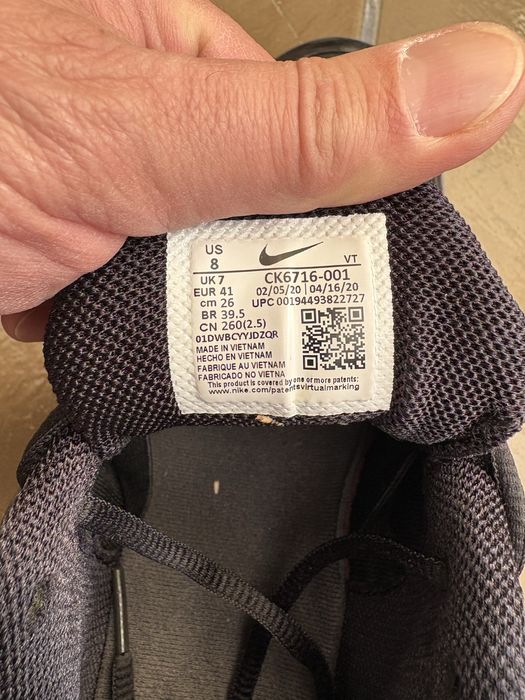 US
8
VT
UK 7
CK6716-001
EUR 41
02/05/20 | 04/16/20
cm 26
UPC 00194493822727
BR 39.5
CN 260(2.5)
01DWBCYYJDZQR
MADE IN VIETNAM
HECHO EN VIETNAM
FABRIQUE AU VIETNAM
FABRICADO NO VIETNA
This product is covered by one or more patents:
www.nike.com/patentsvirtualmarking